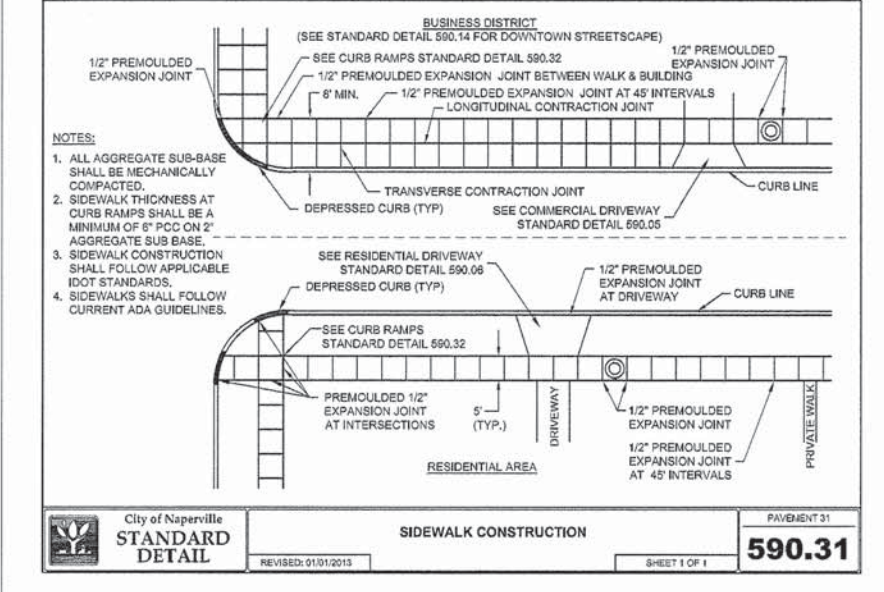 BUSINESS DISTRICT
(SEE STANDARD DETAIL 590.14 FOR DOWNTOWN STREETSCAPE)
1/2" PREMOULDED
EXPANSION JOINT
SEE CURB RAMPS STANDARD DETAIL 590.32
1/2" PREMOULDED
EXPANSION JOINT
1/2" PREMOULDED EXPANSION JOINT BETWEEN WALK & BUILDING
6' MIN.
1/2" PREMOULDED EXPANSION JOINT AT 45' INTERVALS
LONGITUDINAL CONTRACTION JOINT
NOTES:
1. ALL AGGREGATE SUB-BASE
SHALL BE MECHANICALLY
COMPACTED.
2. SIDEWALK THICKNESS AT
CURB RAMPS SHALL BE A
MINIMUM OF 6" PCC ON 2"
AGGREGATE SUB BASE.
3. SIDEWALK CONSTRUCTION
SHALL FOLLOW APPLICABLE
IDOT STANDARDS.
4. SIDEWALKS SHALL FOLLOW
CURRENT ADA GUIDELINES.
TRANSVERSE CONTRACTION JOINT
CURB LINE
DEPRESSED CURB (TYP)
SEE COMMERCIAL DRIVEWAY
STANDARD DETAIL 590.05
SEE RESIDENTIAL DRIVEWAY
STANDARD DETAIL 590.06
DEPRESSED CURB (TYP)
1/2" PREMOULDED
EXPANSION JOINT
AT DRIVEWAY
CURB LINE
SEE CURB RAMPS
STANDARD DETAIL 590.32
PREMOULDED 1/2"
EXPANSION JOINT
AT INTERSECTIONS
5'
(TYP.)
DRIVEWAY
1/2" PREMOULDED
EXPANSION JOINT
1/2" PREMOULDED
EXPANSION JOINT
AT 45' INTERVALS
PRIVATE WALK
RESIDENTIAL AREA
City of Naperville
STANDARD
DETAIL
SIDEWALK CONSTRUCTION
REVISED: 01/01/2013
SHEET 1 OF 1
PAVEMENT 31
590.31